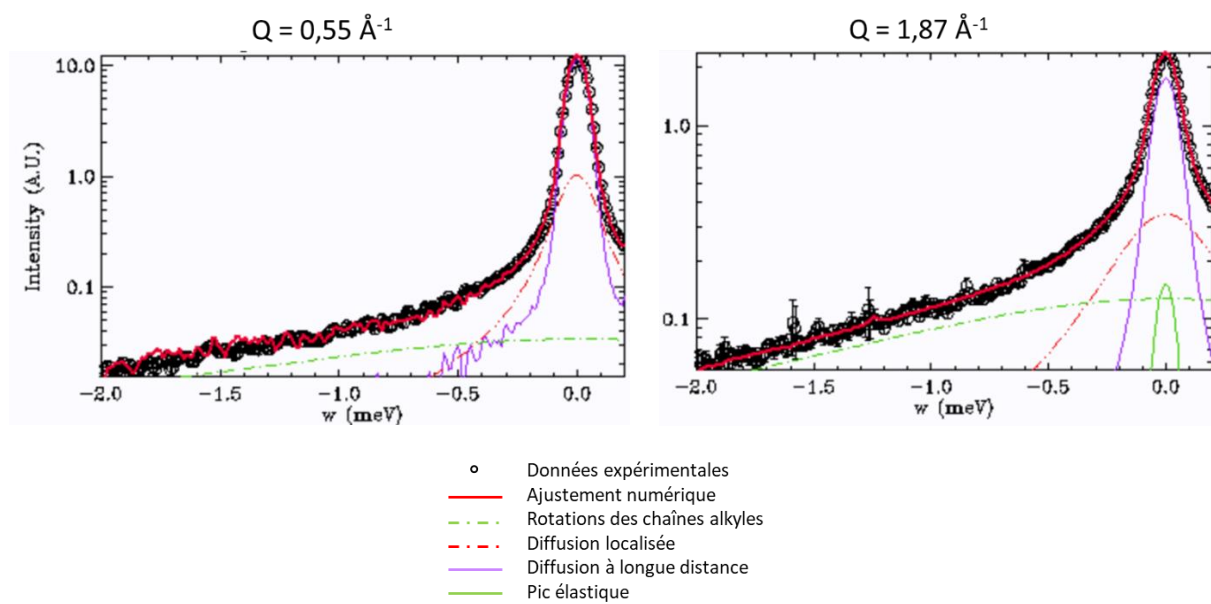 Q = 0,55 Å-1
Q = 1,87 Å-1
Intensity (A.U.)
10.0
1.0
0.1
-2.0 -1.5 -1.0 -0.5 0.0
w (meV)
1.0
0.1
-2.0 -1.5 -1.0 -0.5 0.0
w (meV)
Données expérimentales
Ajustement numérique
Rotations des chaînes alkyles
Diffusion localisée
Diffusion à longue distance
Pic élastique